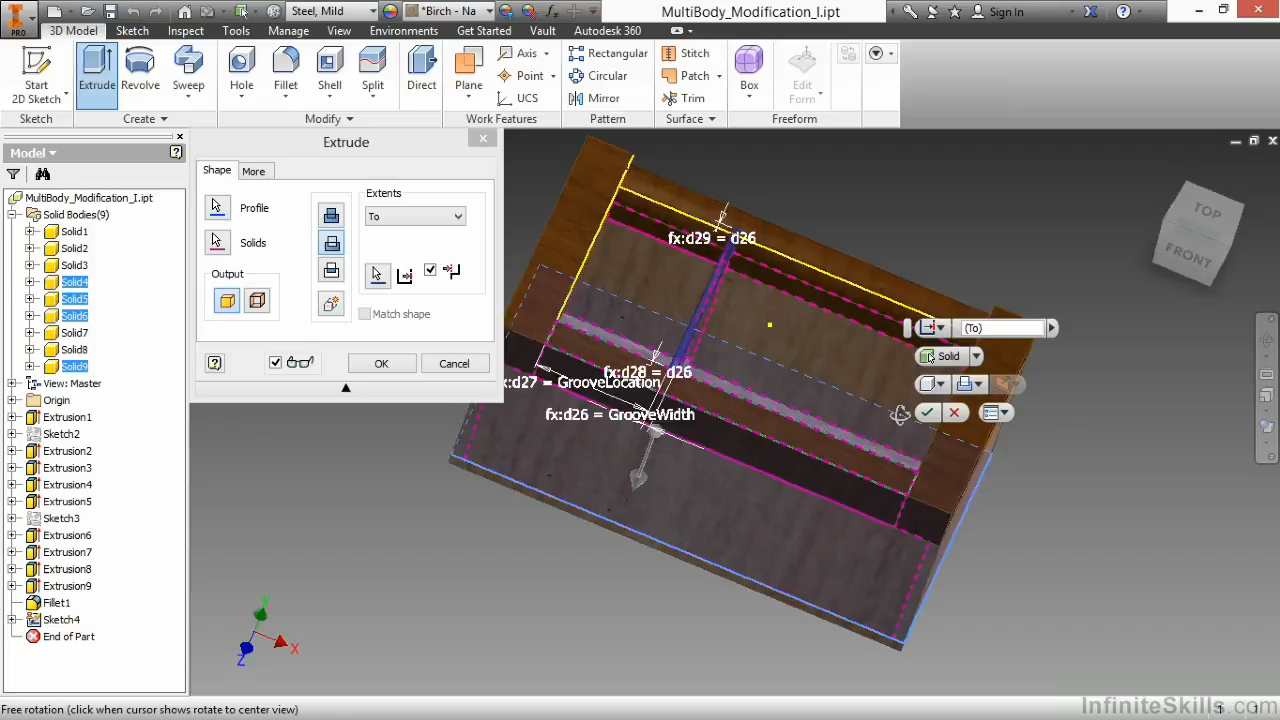 Steel, Mild
*Birch - Na
MultiBody_Modification_I.ipt
Sign In
PRO
3D Model
Sketch
Inspect
Tools
Manage
View
Environments
Get Started
Vault
Autodesk 360
Start
2D Sketch
Extrude
Revolve
Sweep
Hole
Fillet
Shell
Split
Direct
Plane
Axis
Point
UCS
Rectangular
Circular
Mirror
Stitch
Patch
Trim
Box
Edit
Form
Sketch
Create
Modify
Work Features
Pattern
Surface
Freeform
Model
MultiBody_Modification_I.ipt
Solid Bodies(9)
Solid1
Solid2
Solid3
Solid4
Solid5
Solid6
Solid7
Solid8
Solid9
View: Master
Origin
Extrusion1
Sketch2
Extrusion2
Extrusion3
Extrusion4
Extrusion5
Sketch3
Extrusion6
Extrusion7
Extrusion8
Extrusion9
Fillet1
Sketch4
End of Part
Extrude
Shape
More
Profile
Solids
Output
Extents
To
Match shape
OK
Cancel
fx:d29 = d26
fx:d28 = d26
x:d27 = GrooveLocation
fx:d26 = GrooveWidth
(To)
Solid
TOP
FRONT
Y
X
Z
Free rotation (click when cursor shows rotate to center view)
InfiniteSkills.com